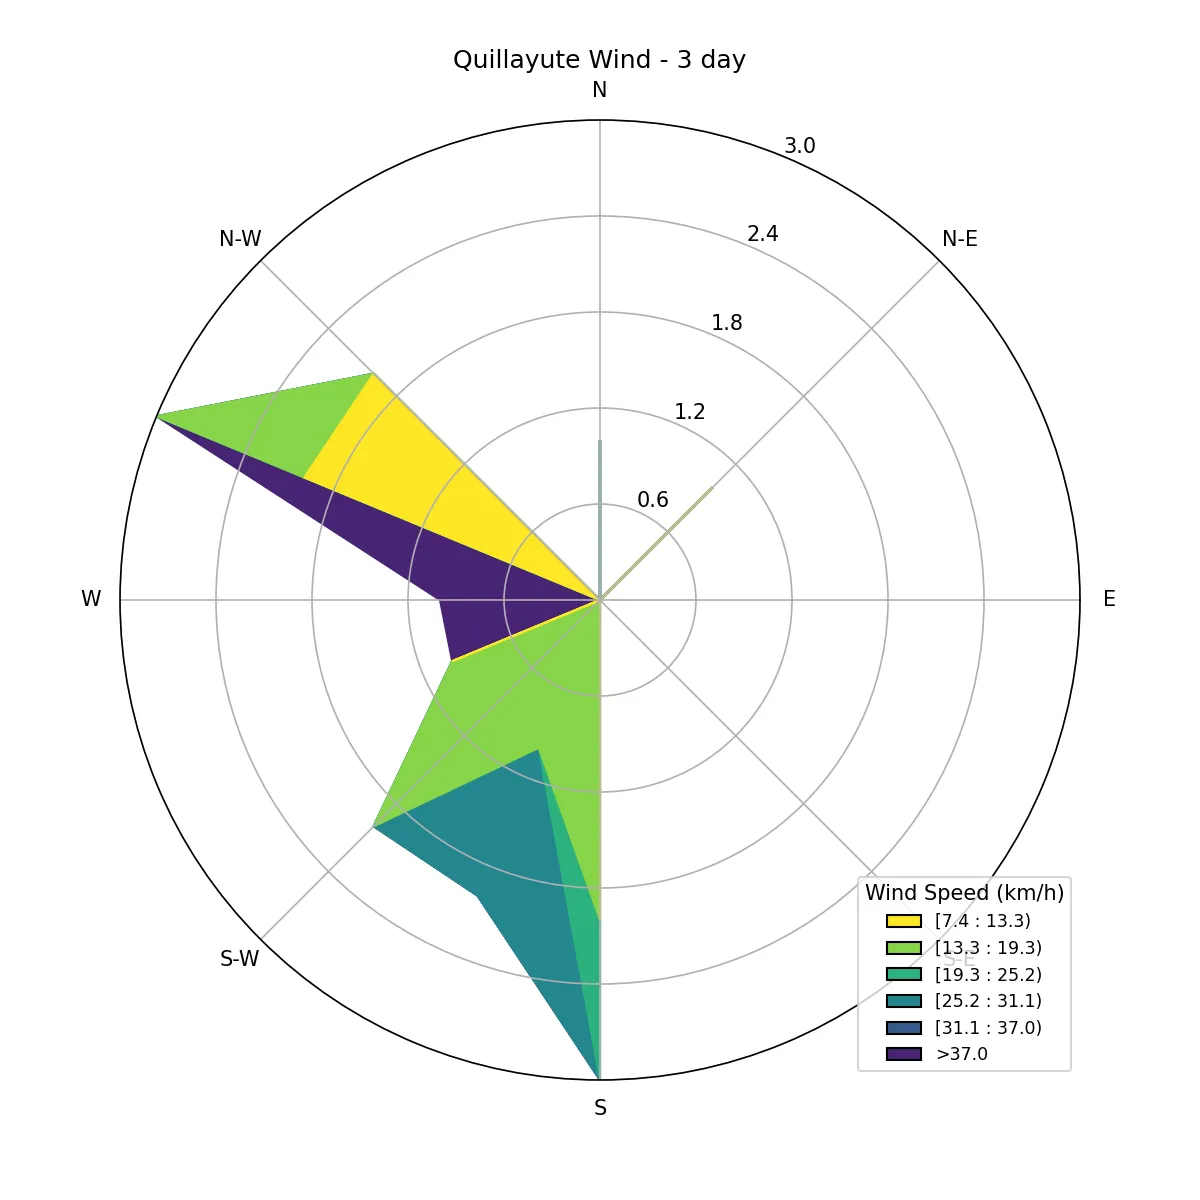 Quillayute Wind - 3 day
N
3.0
N-W
2.4
N-E
1.8
1.2
0.6
W
E
S-W
S-E
S
Wind Speed (km/h)
[7.4 : 13.3)
[13.3 : 19.3)
[19.3 : 25.2)
[25.2 : 31.1)
[31.1 : 37.0)
>37.0